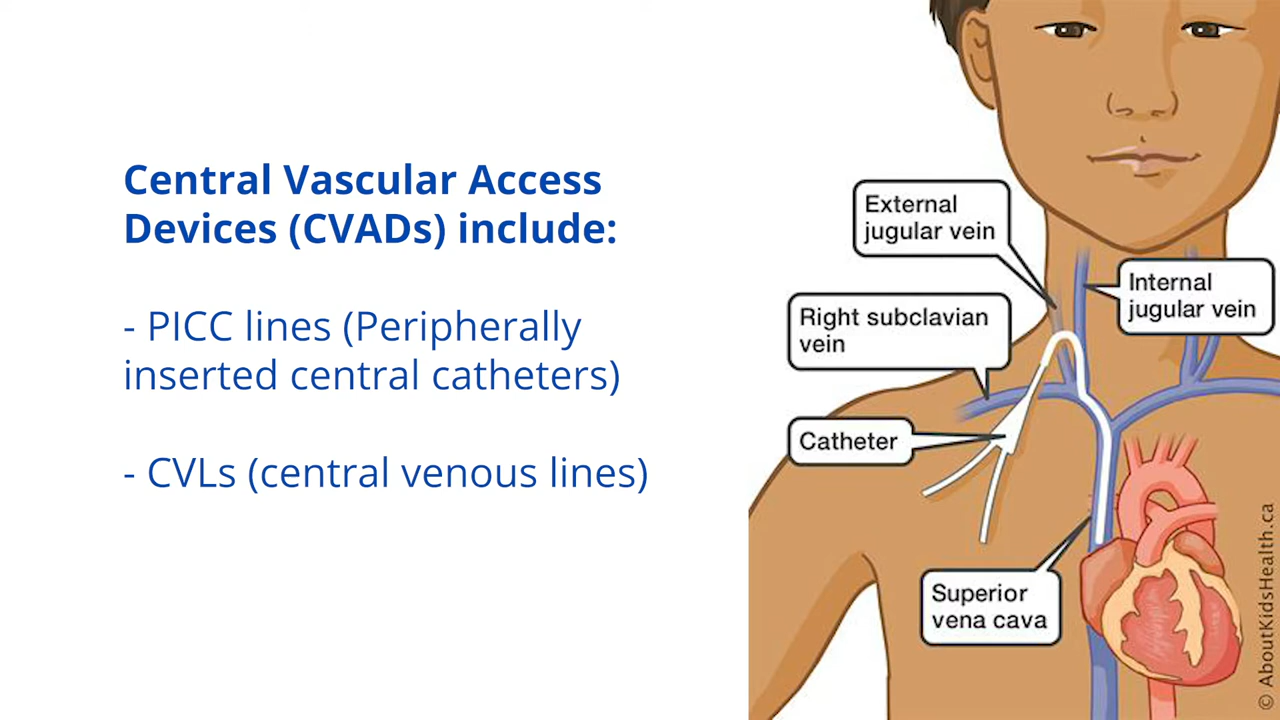 Central Vascular Access
Devices (CVADs) include:
- PICC lines (Peripherally
inserted central catheters)
- CVLs (central venous lines)
External
jugular vein
Internal
jugular vein
Right subclavian
vein
Catheter
Superior
vena cava
© AboutKidsHealth.ca